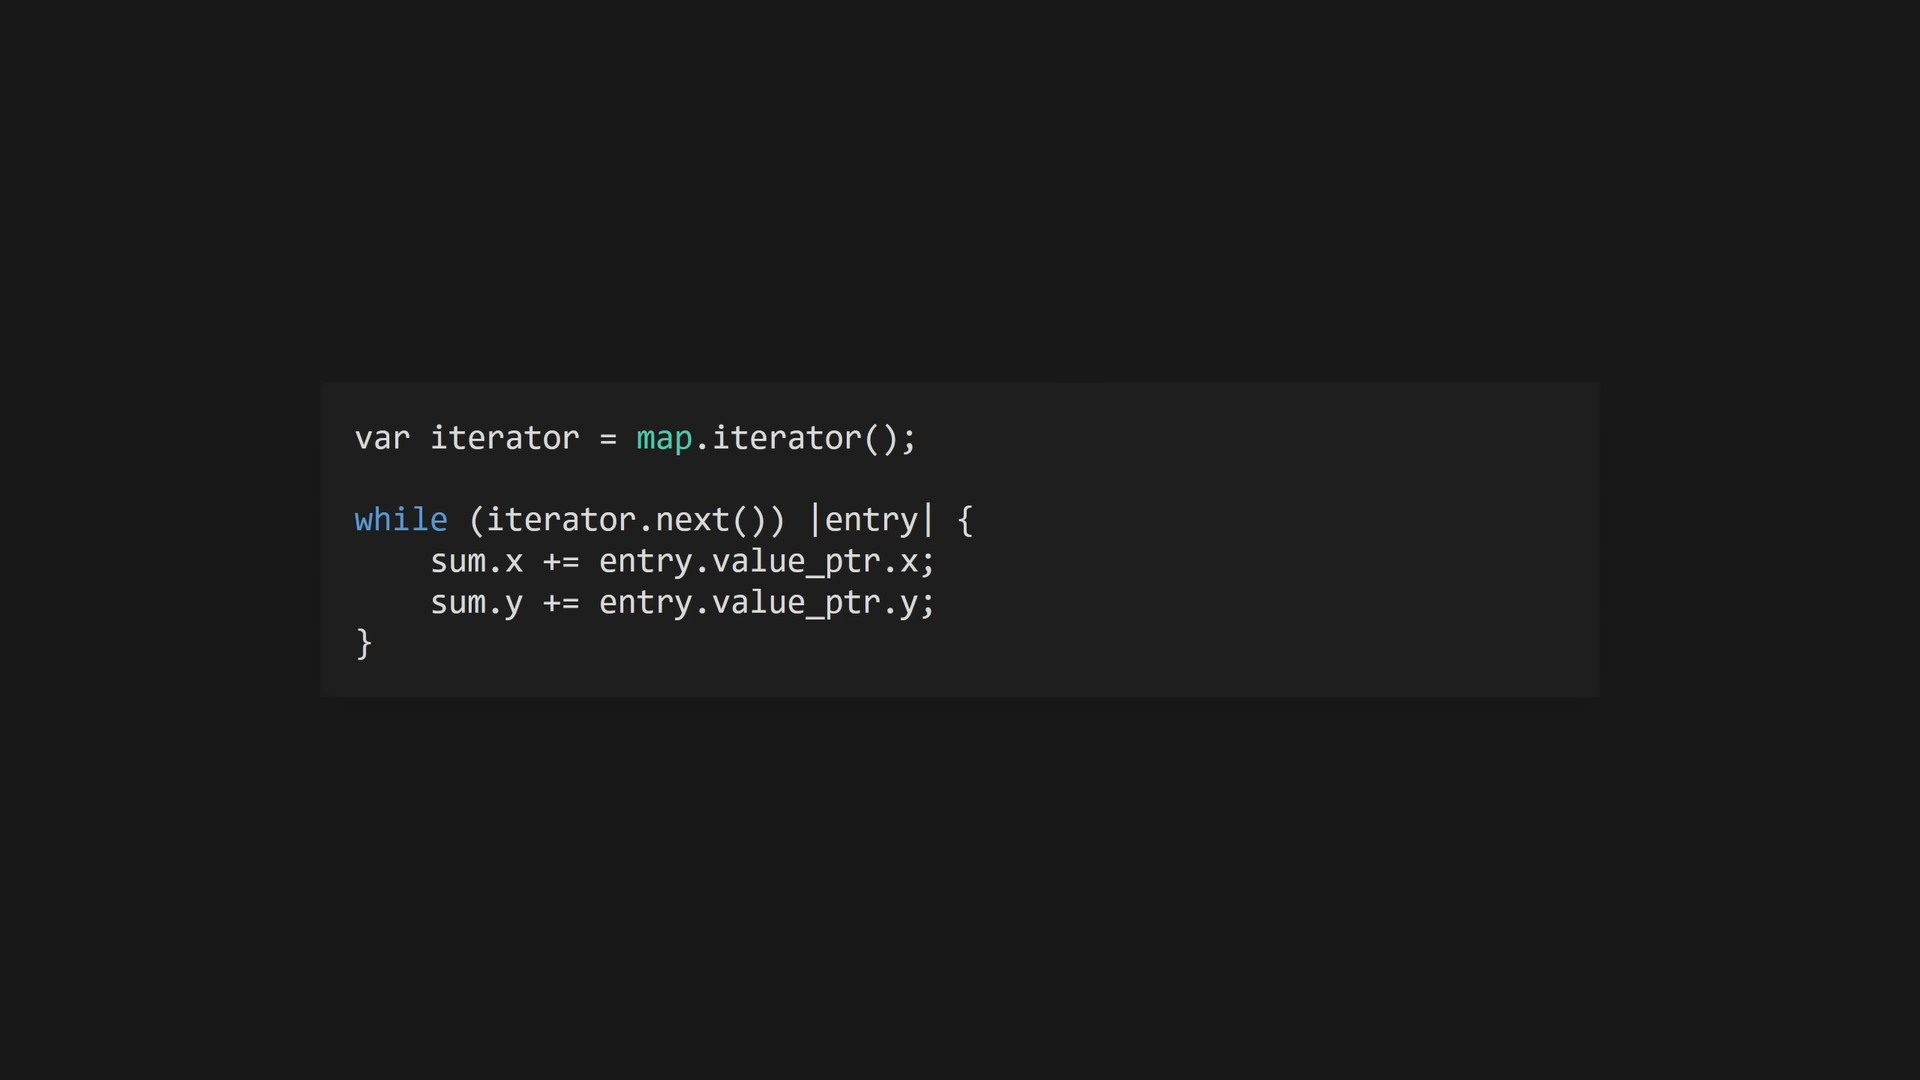 var iterator = map.iterator();
while (iterator.next()) |entry| {
    sum.x += entry.value_ptr.x;
    sum.y += entry.value_ptr.y;
}